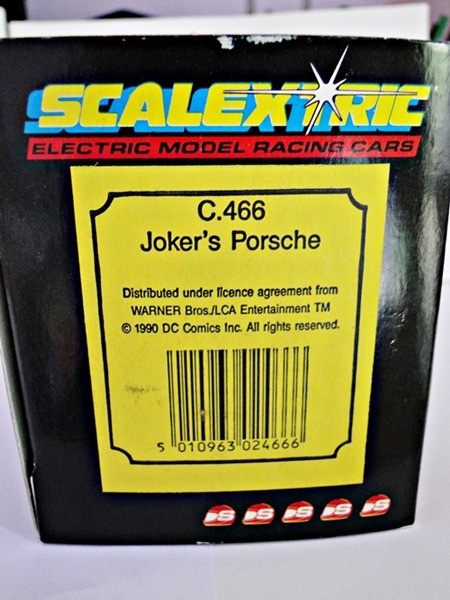 SCALEXTRIC
ELECTRIC MODEL RACING CARS
C.466
Joker's Porsche
Distributed under licence agreement from
WARNER Bros./LCA Entertainment TM
© 1990 DC Comics Inc. All rights reserved.
5 010963 024666